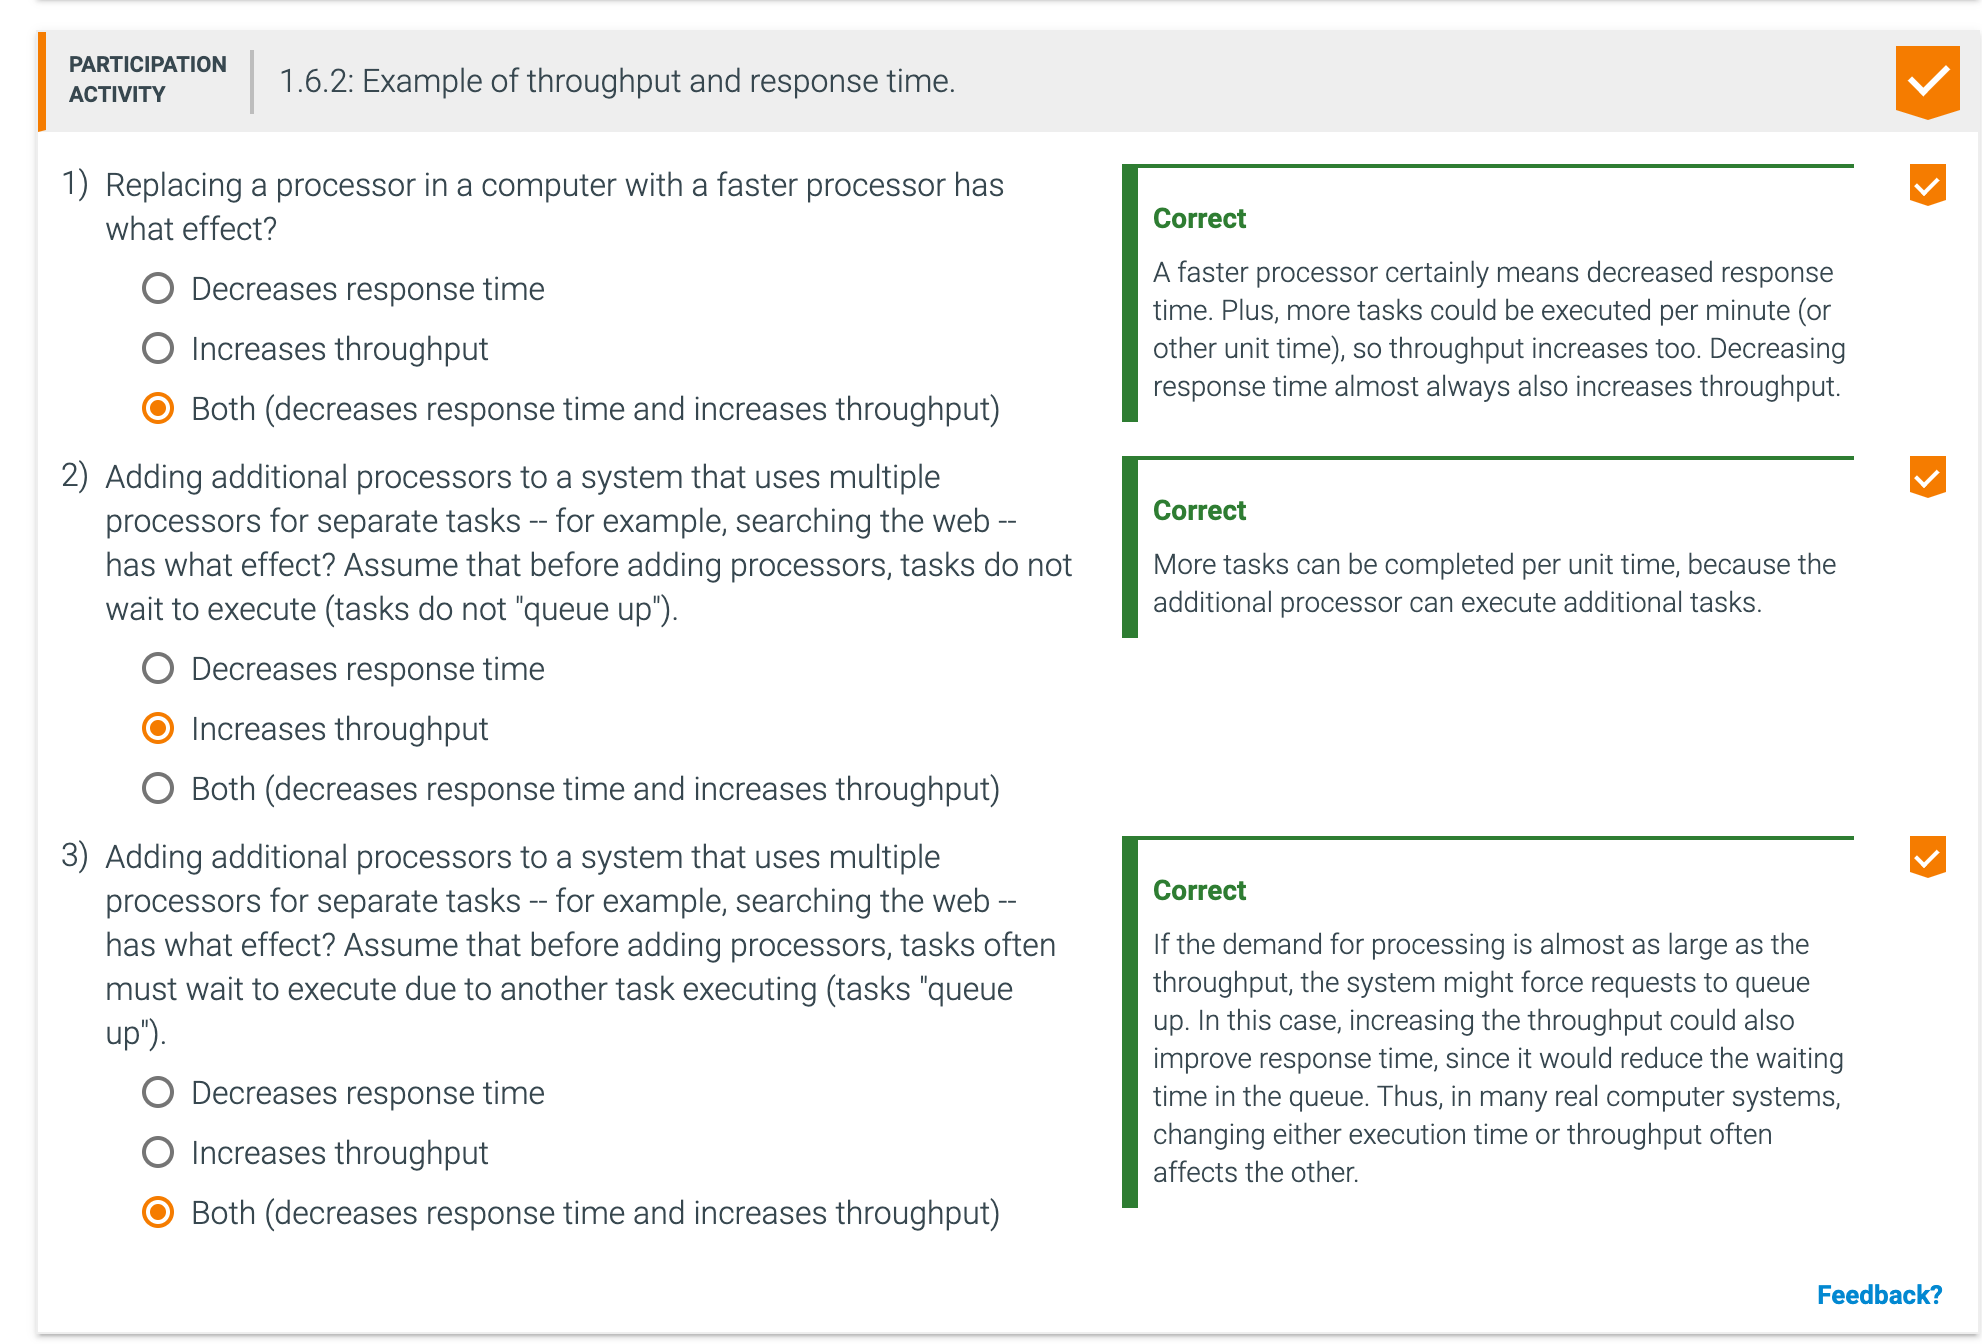 PARTICIPATION
ACTIVITY
1.6.2: Example of throughput and response time.
1) Replacing a processor in a computer with a faster processor has
what effect?
Decreases response time
Increases throughput
Both (decreases response time and increases throughput)
Correct
A faster processor certainly means decreased response
time. Plus, more tasks could be executed per minute (or
other unit time), so throughput increases too. Decreasing
response time almost always also increases throughput.
2) Adding additional processors to a system that uses multiple
processors for separate tasks -- for example, searching the web --
has what effect? Assume that before adding processors, tasks do not
wait to execute (tasks do not "queue up").
Decreases response time
Increases throughput
Both (decreases response time and increases throughput)
Correct
More tasks can be completed per unit time, because the
additional processor can execute additional tasks.
3) Adding additional processors to a system that uses multiple
processors for separate tasks -- for example, searching the web --
has what effect? Assume that before adding processors, tasks often
must wait to execute due to another task executing (tasks "queue
up").
Decreases response time
Increases throughput
Both (decreases response time and increases throughput)
Correct
If the demand for processing is almost as large as the
throughput, the system might force requests to queue
up. In this case, increasing the throughput could also
improve response time, since it would reduce the waiting
time in the queue. Thus, in many real computer systems,
changing either execution time or throughput often
affects the other.
Feedback?